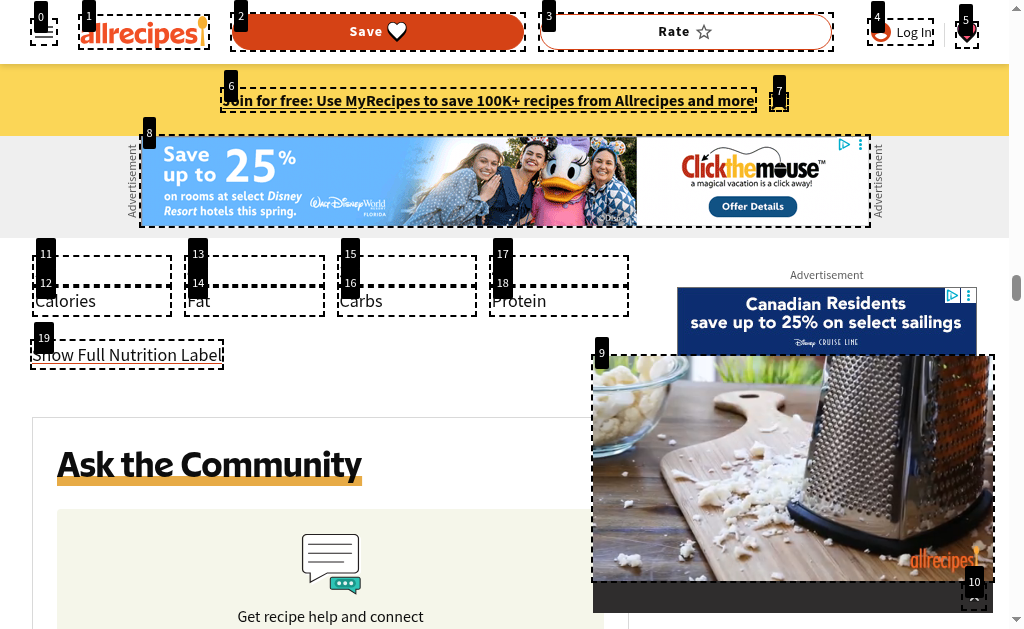 0
1
allrecipes
2
Save
3
Rate
4
Log In
5
6
Join for free: Use MyRecipes to save 100K+ recipes from Allrecipes and more
7
8
Advertisement
Save
up to 25%
on rooms at select Disney
Resort hotels this spring.
Walt Disney World
FLORIDA
©Disney
Clickthemouse™
a magical vacation is a click away!
Offer Details
Advertisement
11
13
15
17
12
Calories
14
Fat
16
Carbs
18
Protein
19
Show Full Nutrition Label
Advertisement
Canadian Residents
save up to 25% on select sailings
Disney CRUISE LINE
9
allrecipes
10
Ask the Community
Get recipe help and connect